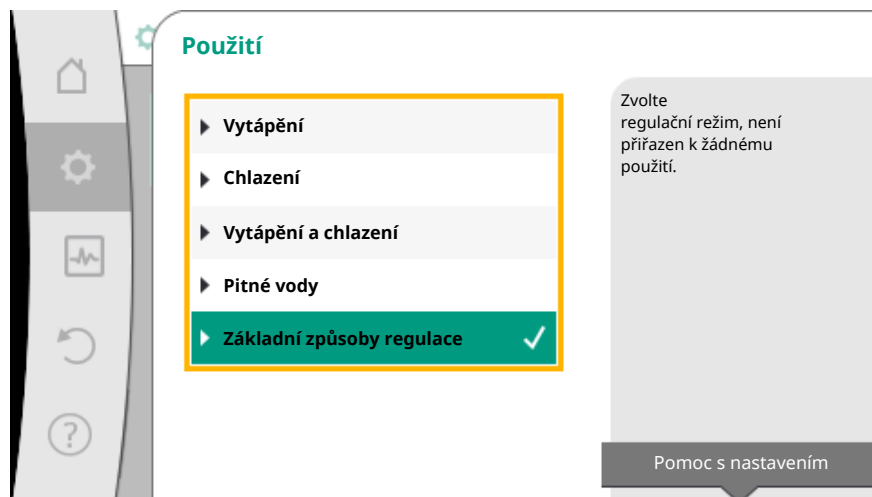 Použití
Vytápění
Chlazení
Vytápění a chlazení
Pitné vody
Základní způsoby regulace
Zvolte
regulační režim, není
přiřazen k žádnému
použití.
Pomoc s nastavením
?